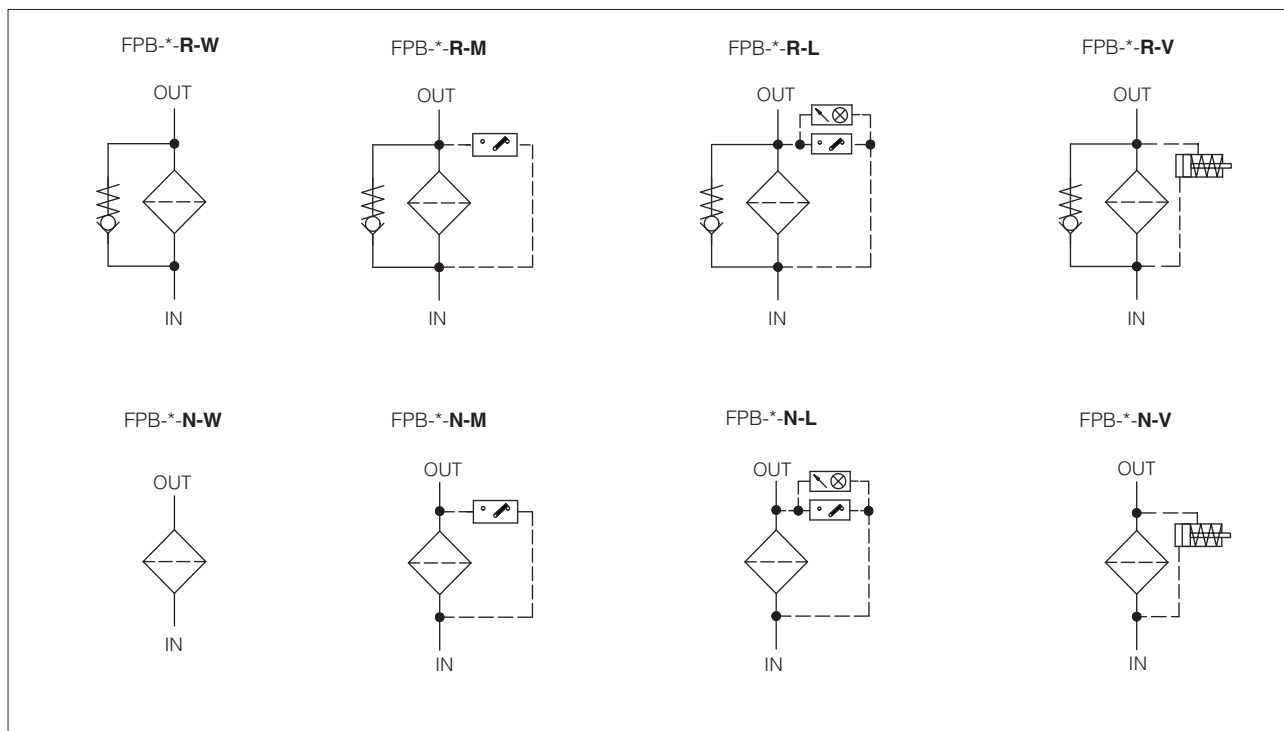 FPB-*-R-W
FPB-*-R-M
FPB-*-R-L
FPB-*-R-V
OUT
OUT
OUT
OUT
IN
IN
IN
IN
FPB-*-N-W
FPB-*-N-M
FPB-*-N-L
FPB-*-N-V
OUT
OUT
OUT
OUT
IN
IN
IN
IN